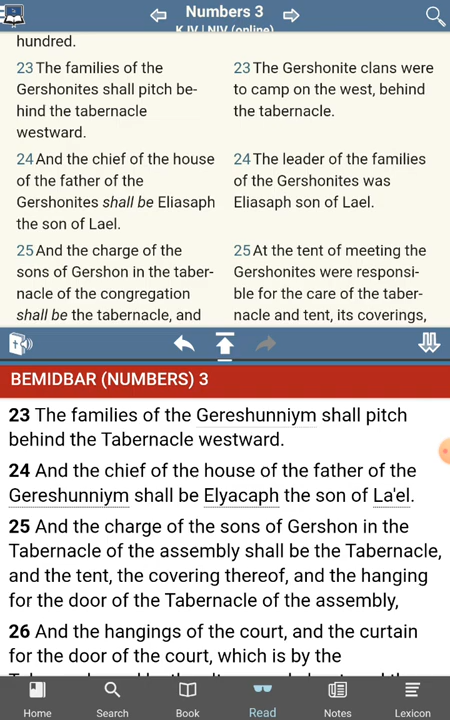 Numbers 3
KJV | NIV (online)
hundred.
23 The families of the
Gershonites shall pitch be-
hind the tabernacle
westward.
24 And the chief of the house
of the father of the
Gershonites shall be Eliasaph
the son of Lael.
25 And the charge of the
sons of Gershon in the taber-
nacle of the congregation
shall be the tabernacle, and
23 The Gershonite clans were
to camp on the west, behind
the tabernacle.
24 The leader of the families
of the Gershonites was
Eliasaph son of Lael.
25 At the tent of meeting the
Gershonites were responsi-
ble for the care of the taber-
nacle and tent, its coverings,
BEMIDBAR (NUMBERS) 3
23 The families of the Gereshunniym shall pitch
behind the Tabernacle westward.
24 And the chief of the house of the father of the
Gereshunniym shall be Elyacaph the son of La'el.
25 And the charge of the sons of Gershon in the
Tabernacle of the assembly shall be the Tabernacle,
and the tent, the covering thereof, and the hanging
for the door of the Tabernacle of the assembly,
26 And the hangings of the court, and the curtain
for the door of the court, which is by the
Home
Search
Book
Read
Notes
Lexicon